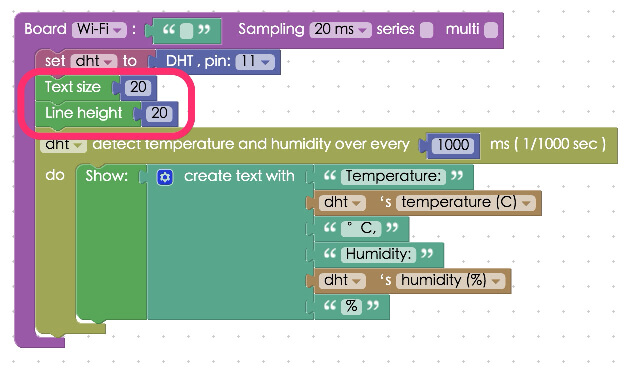 Board Wi-Fi : “ ” Sampling 20 ms series multi
set dht to DHT , pin: 11
Text size 20
Line height 20
dht detect temperature and humidity over every 1000 ms ( 1/1000 sec )
do Show: create text with “ Temperature: ”
dht ‘s temperature (C)
“ ° C, ”
“ Humidity: ”
dht ‘s humidity (%)
“ % ”